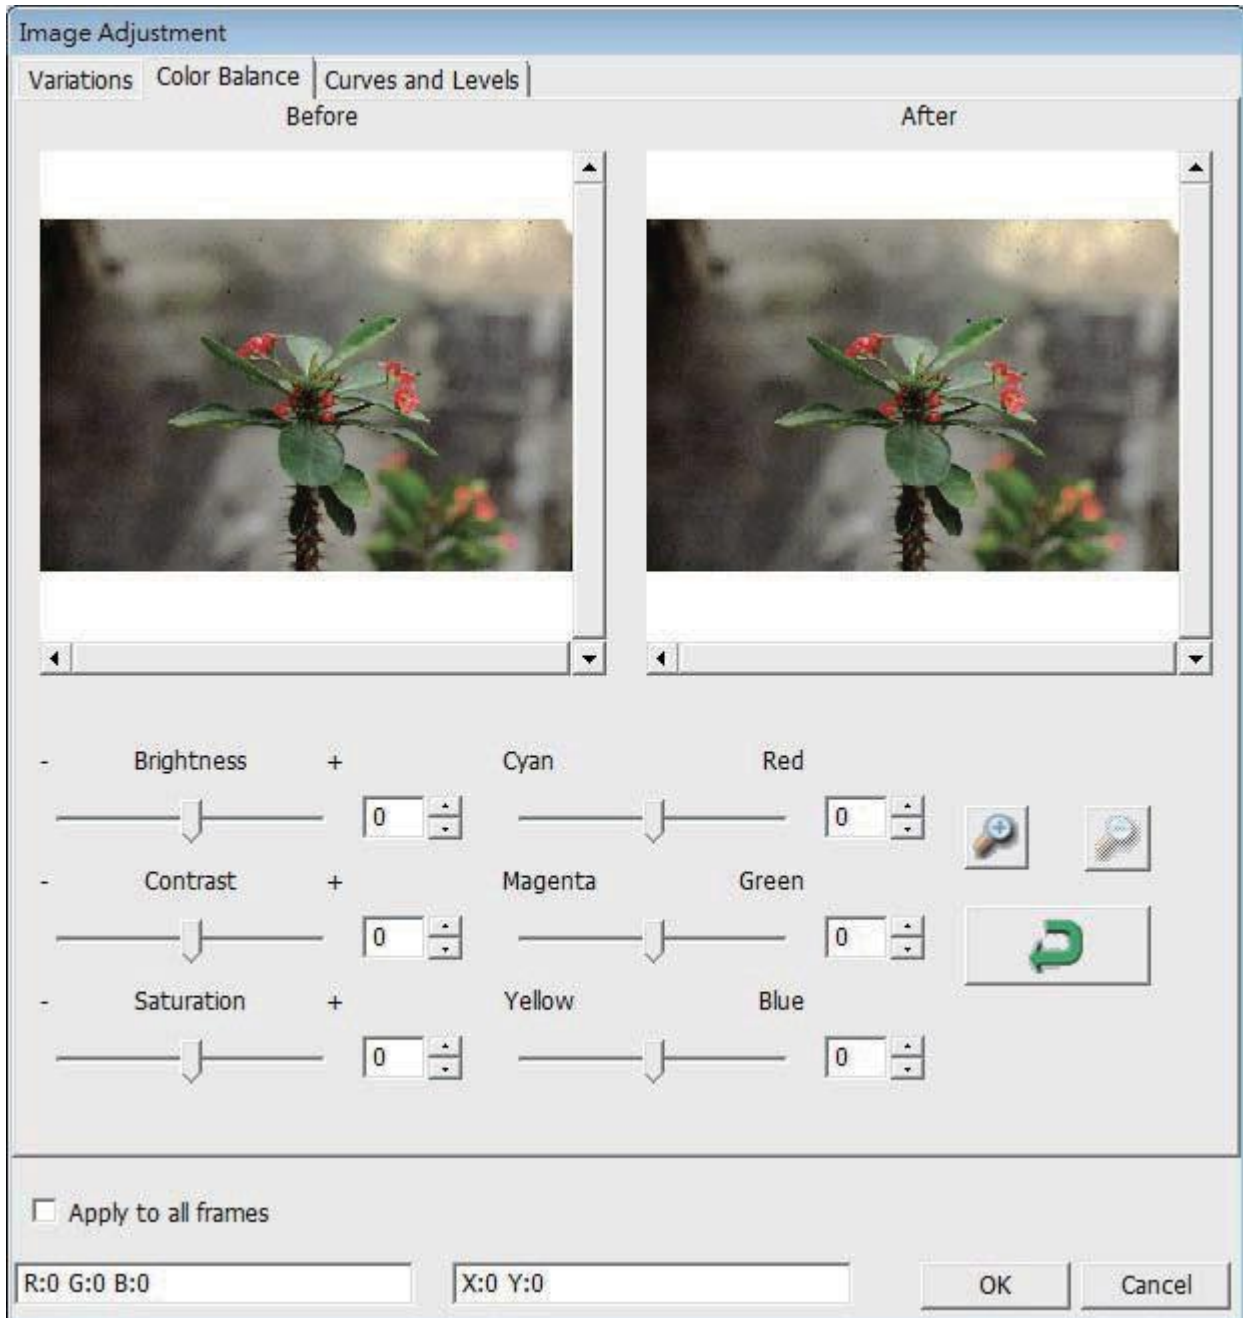 Image Adjustment
Variations Color Balance Curves and Levels
Before After
- Brightness + Cyan Red
0 0
- Contrast + Magenta Green
0 0
- Saturation + Yellow Blue
0 0
Apply to all frames
R:0 G:0 B:0 X:0 Y:0 OK Cancel